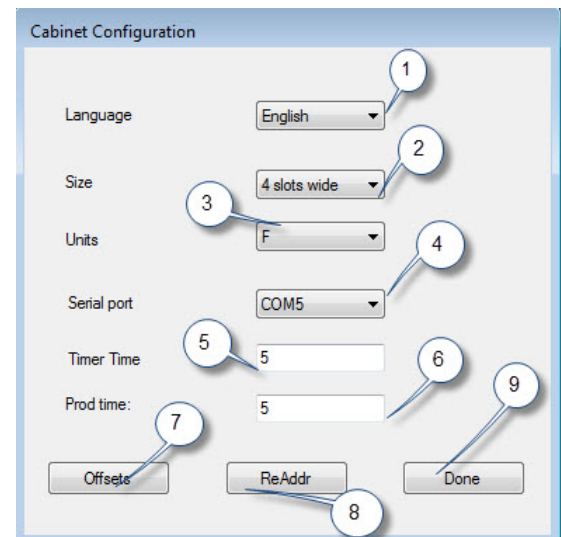 Cabinet Configuration
1
Language English
2
Size 4 slots wide
3
Units F
4
Serial port COM5
5
Timer Time 5
6
Prod time: 5
9
7
Offsets ReAddr Done
8